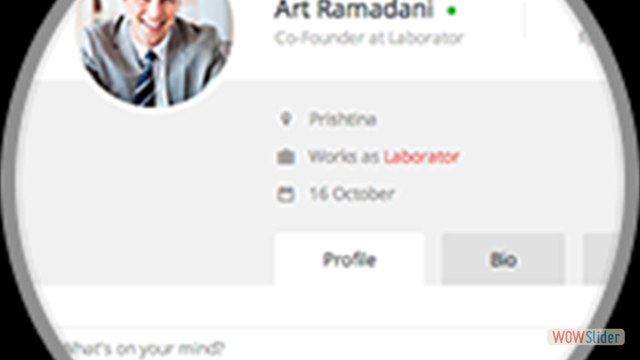 Art Ramadani
Co-Founder at Laborator
Prishtina
Works as Laborator
16 October
Profile
Bio
What's on your mind?
WOWSlider